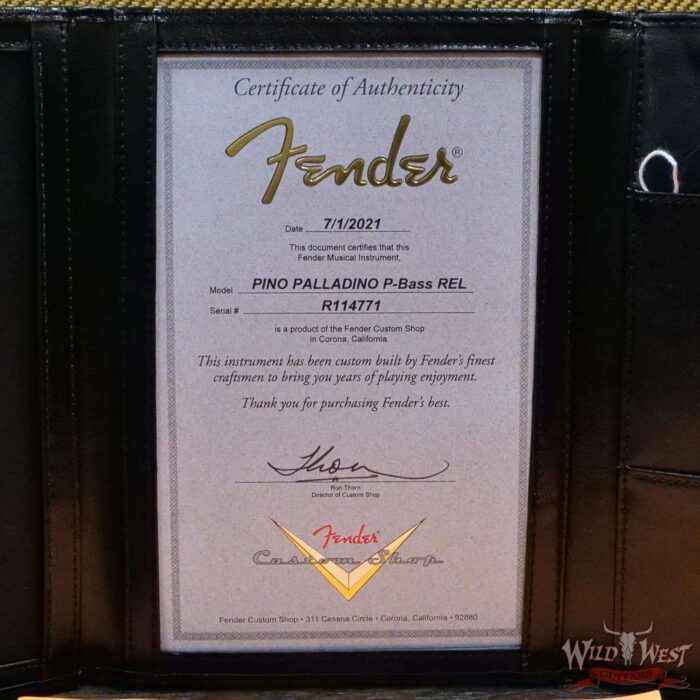 Certificate of Authenticity
Fender®
Date 7/1/2021
This document certifies that this
Fender Musical Instrument,
Model PINO PALLADINO P-Bass REL
Serial # R114771
is a product of the Fender Custom Shop
in Corona, California.
This instrument has been custom built by Fender's finest
craftsmen to bring you years of playing enjoyment.
Thank you for purchasing Fender's best.
Thorn
Ron Thorn
Director of Custom Shop
Fender
Custom Shop
Fender Custom Shop • 311 Cessna Circle • Corona, California • 92880
WILD WEST
GUITARS